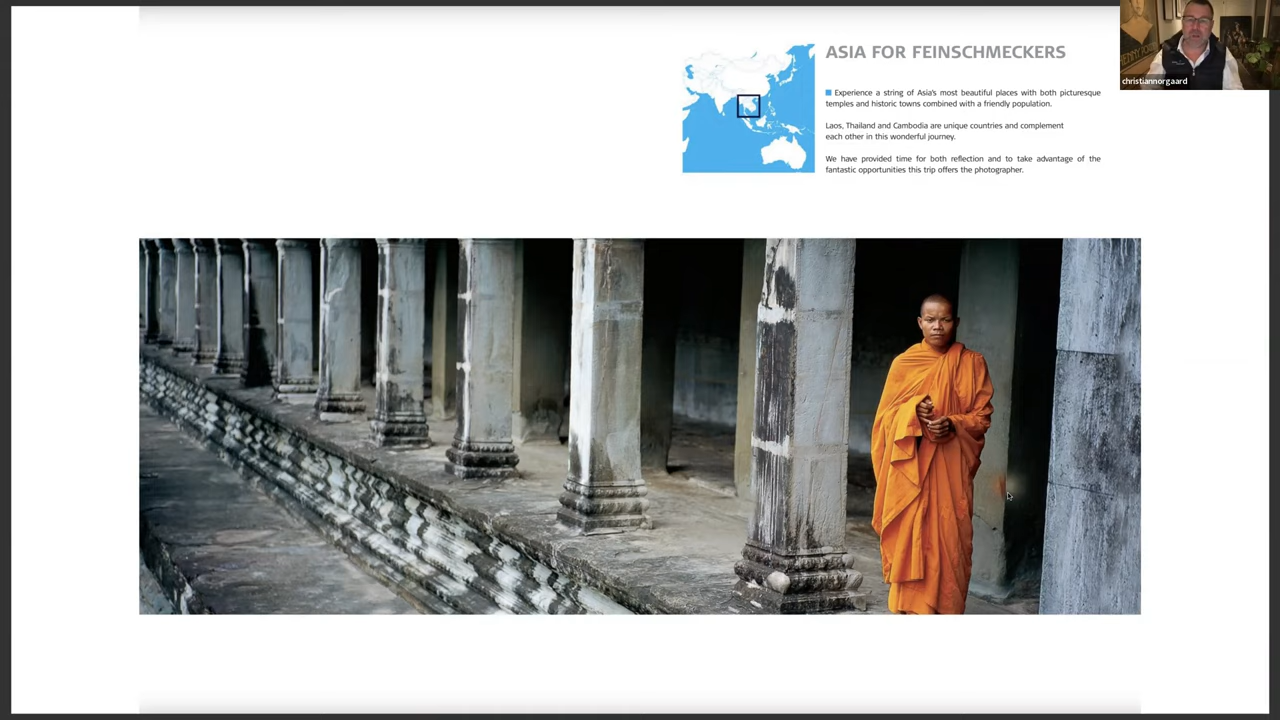 ASIA FOR FEINSCHMECKERS
Experience a string of Asia's most beautiful places with both picturesque
temples and historic towns combined with a friendly population.
Laos, Thailand and Cambodia are unique countries and complement
each other in this wonderful journey.
We have provided time for both reflection and to take advantage of the
fantastic opportunities this trip offers the photographer.
christiannorgaard